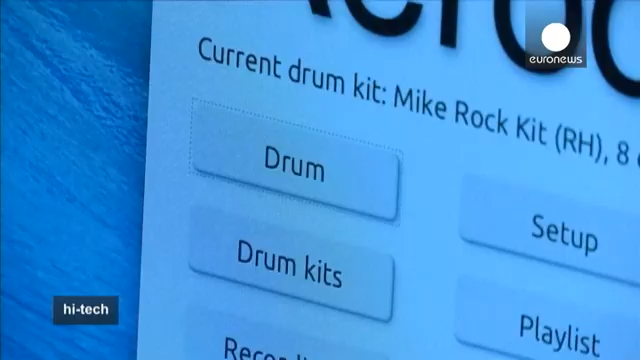 euronews
Current drum kit: Mike Rock Kit (RH), 8
Drum
Setup
Drum kits
Playlist
hi-tech